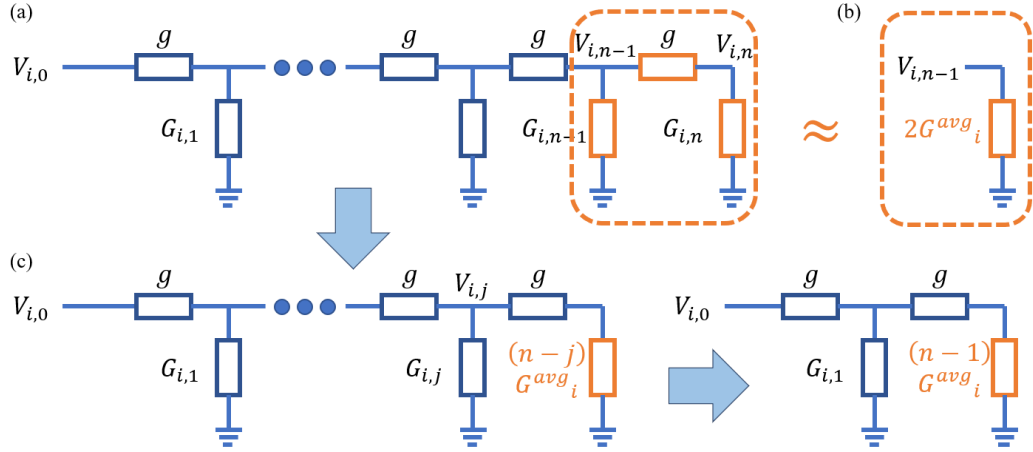 (a)
(b)
g g g g
V_{i,0} V_{i,n−1} V_{i,n} V_{i,n−1}
G_{i,1} G_{i,n−1} G_{i,n} ≈ 2G^{avg}_i
(c)
g g g g g
V_{i,0} V_{i,j} V_{i,0}
G_{i,1} G_{i,j} (n − j) G_{i,1} (n − 1)
G^{avg}_i G^{avg}_i